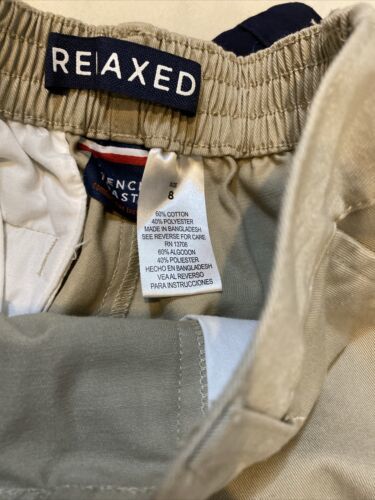 RELAXED
SIZE
8
60% COTTON
40% POLYESTER
MADE IN BANGLADESH
SEE REVERSE FOR CARE
RN 13708
60% ALGODON
40% POLIESTER
HECHO EN BANGLADESH
VEA AL REVERSO
PARA INSTRUCCIONES